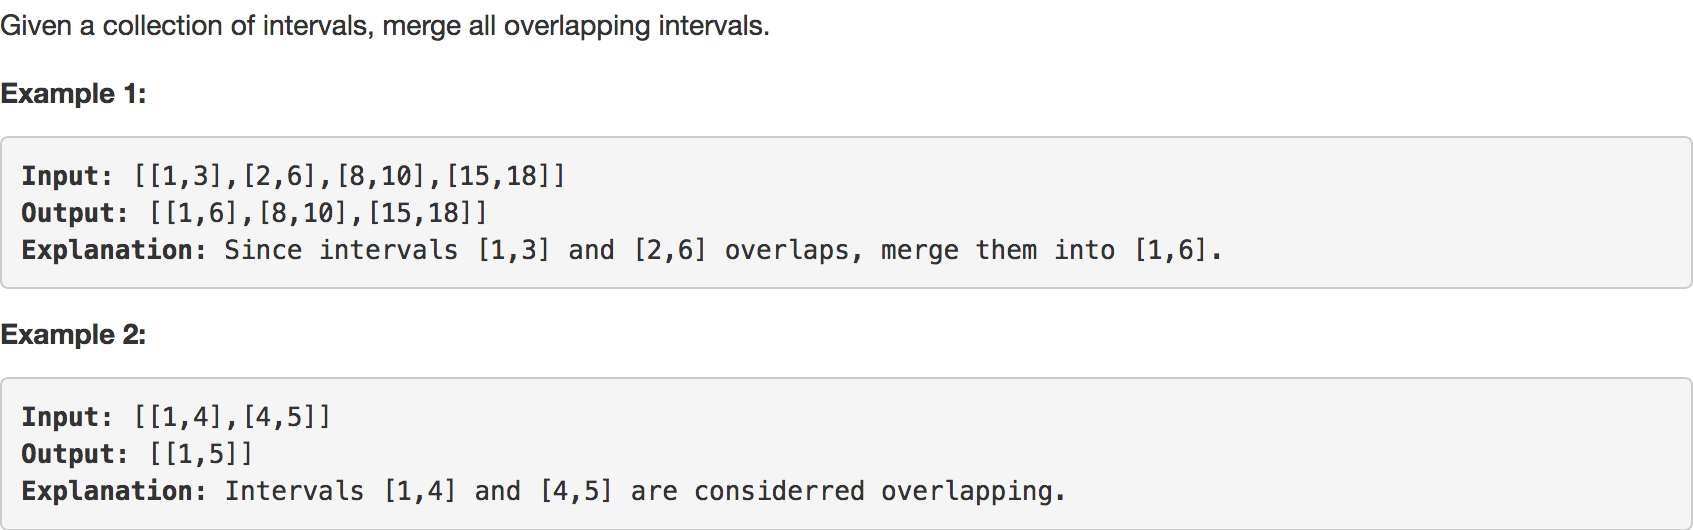 Given a collection of intervals, merge all overlapping intervals.
Example 1:
Input: [[1,3],[2,6],[8,10],[15,18]]
Output: [[1,6],[8,10],[15,18]]
Explanation: Since intervals [1,3] and [2,6] overlaps, merge them into [1,6].
Example 2:
Input: [[1,4],[4,5]]
Output: [[1,5]]
Explanation: Intervals [1,4] and [4,5] are considerred overlapping.